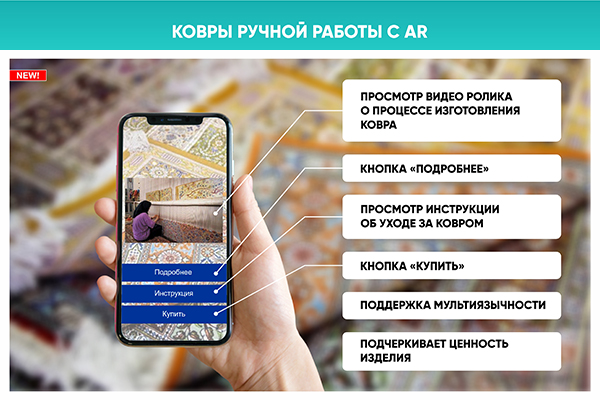 КОВРЫ РУЧНОЙ РАБОТЫ С AR
NEW!
ПРОСМОТР ВИДЕО РОЛИКА
О ПРОЦЕССЕ ИЗГОТОВЛЕНИЯ
КОВРА
КНОПКА «ПОДРОБНЕЕ»
ПРОСМОТР ИНСТРУКЦИИ
ОБ УХОДЕ ЗА КОВРОМ
КНОПКА «КУПИТЬ»
ПОДДЕРЖКА МУЛЬТИЯЗЫЧНОСТИ
ПОДЧЕРКИВАЕТ ЦЕННОСТЬ
ИЗДЕЛИЯ
Подробнее
Инструкция
Купить